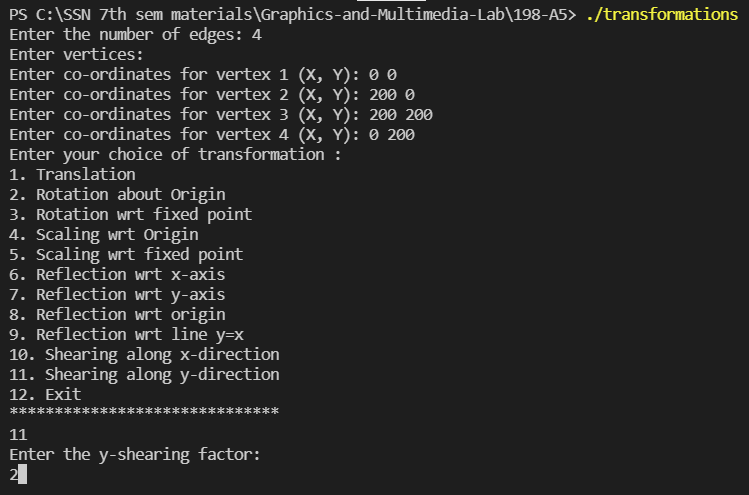 PS C:\SSN 7th sem materials\Graphics-and-Multimedia-Lab\198-A5> ./transformations
Enter the number of edges: 4
Enter vertices:
Enter co-ordinates for vertex 1 (X, Y): 0 0
Enter co-ordinates for vertex 2 (X, Y): 200 0
Enter co-ordinates for vertex 3 (X, Y): 200 200
Enter co-ordinates for vertex 4 (X, Y): 0 200
Enter your choice of transformation :
1. Translation
2. Rotation about Origin
3. Rotation wrt fixed point
4. Scaling wrt Origin
5. Scaling wrt fixed point
6. Reflection wrt x-axis
7. Reflection wrt y-axis
8. Reflection wrt origin
9. Reflection wrt line y=x
10. Shearing along x-direction
11. Shearing along y-direction
12. Exit
******************************
11
Enter the y-shearing factor:
2